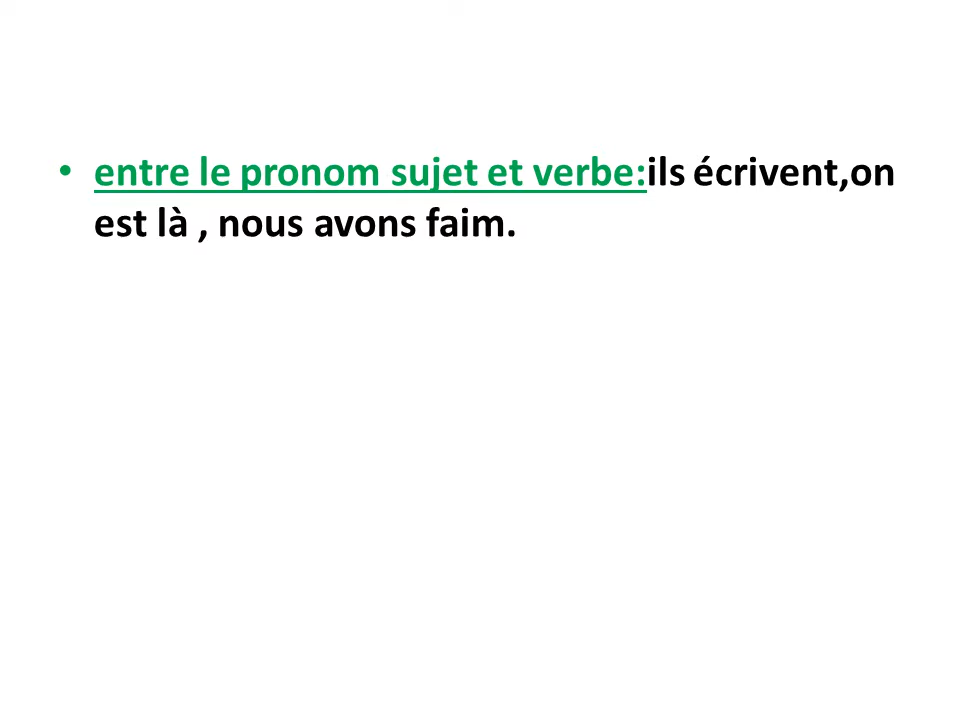 • entre le pronom sujet et verbe:ils écrivent,on
est là , nous avons faim.